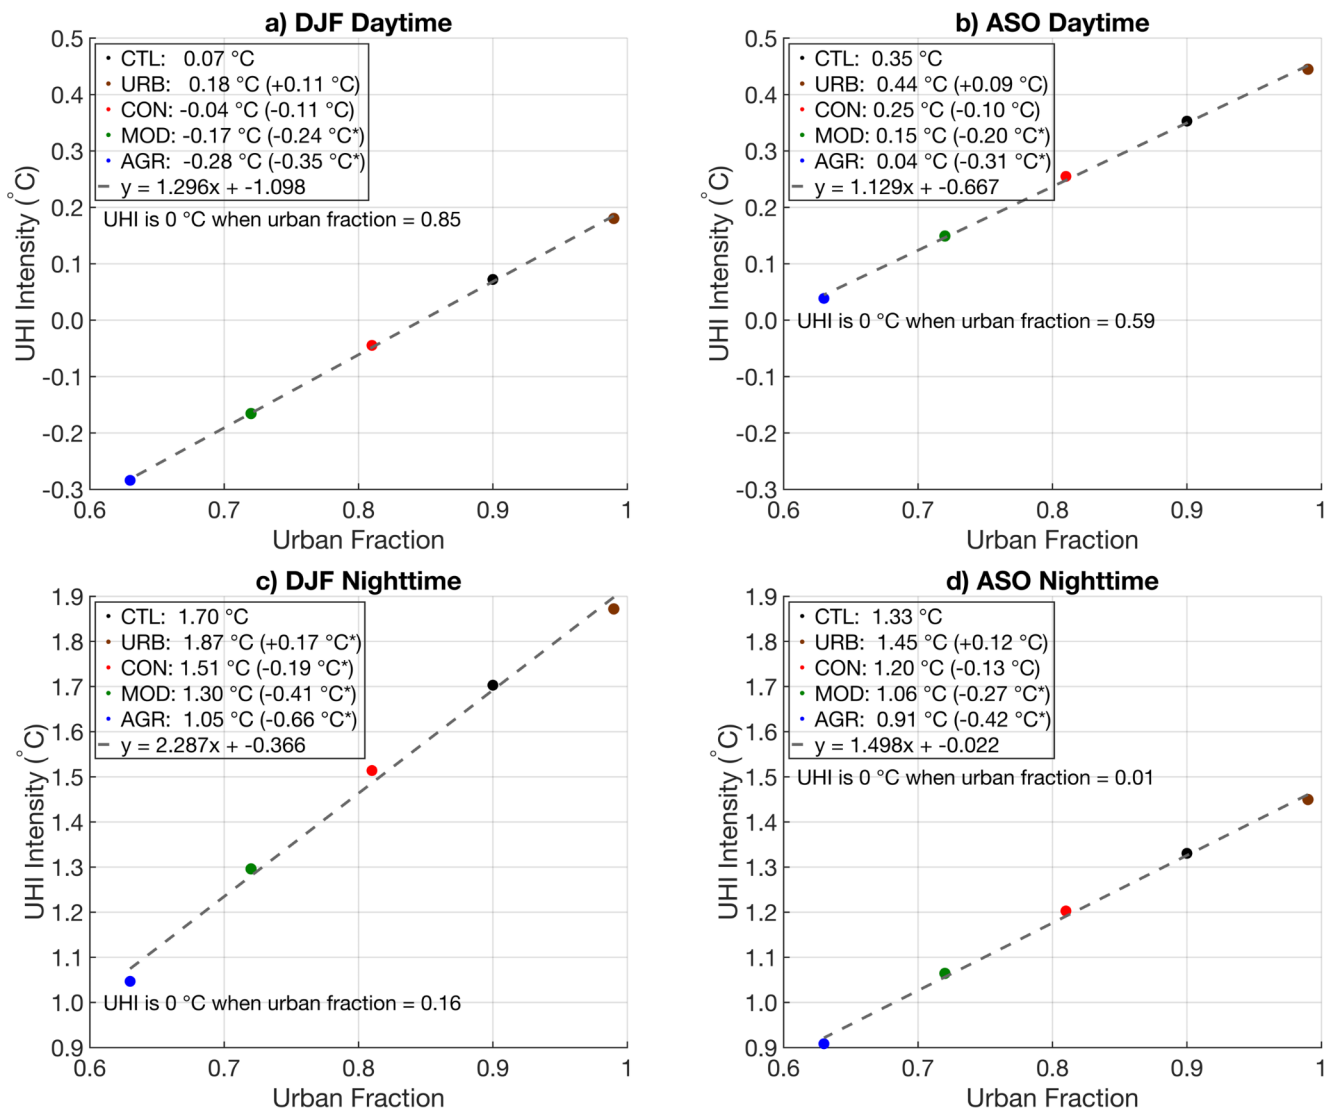 a) DJF Daytime
0.5
0.4
0.3
0.2
0.1
0.0
-0.1
-0.2
-0.3
UHI Intensity (°C)
CTL: 0.07 °C
URB: 0.18 °C (+0.11 °C)
CON: -0.04 °C (-0.11 °C)
MOD: -0.17 °C (-0.24 °C*)
AGR: -0.28 °C (-0.35 °C*)
y = 1.296x + -1.098
UHI is 0 °C when urban fraction = 0.85
0.6 0.7 0.8 0.9 1
Urban Fraction
b) ASO Daytime
0.5
0.4
0.3
0.2
0.1
0.0
-0.1
-0.2
-0.3
UHI Intensity (°C)
CTL: 0.35 °C
URB: 0.44 °C (+0.09 °C)
CON: 0.25 °C (-0.10 °C)
MOD: 0.15 °C (-0.20 °C*)
AGR: 0.04 °C (-0.31 °C*)
y = 1.129x + -0.667
UHI is 0 °C when urban fraction = 0.59
0.6 0.7 0.8 0.9 1
Urban Fraction
c) DJF Nighttime
1.9
1.8
1.7
1.6
1.5
1.4
1.3
1.2
1.1
1.0
0.9
UHI Intensity (°C)
CTL: 1.70 °C
URB: 1.87 °C (+0.17 °C*)
CON: 1.51 °C (-0.19 °C*)
MOD: 1.30 °C (-0.41 °C*)
AGR: 1.05 °C (-0.66 °C*)
y = 2.287x + -0.366
UHI is 0 °C when urban fraction = 0.16
0.6 0.7 0.8 0.9 1
Urban Fraction
d) ASO Nighttime
1.9
1.8
1.7
1.6
1.5
1.4
1.3
1.2
1.1
1.0
0.9
UHI Intensity (°C)
CTL: 1.33 °C
URB: 1.45 °C (+0.12 °C)
CON: 1.20 °C (-0.13 °C)
MOD: 1.06 °C (-0.27 °C*)
AGR: 0.91 °C (-0.42 °C*)
y = 1.498x + -0.022
UHI is 0 °C when urban fraction = 0.01
0.6 0.7 0.8 0.9 1
Urban Fraction